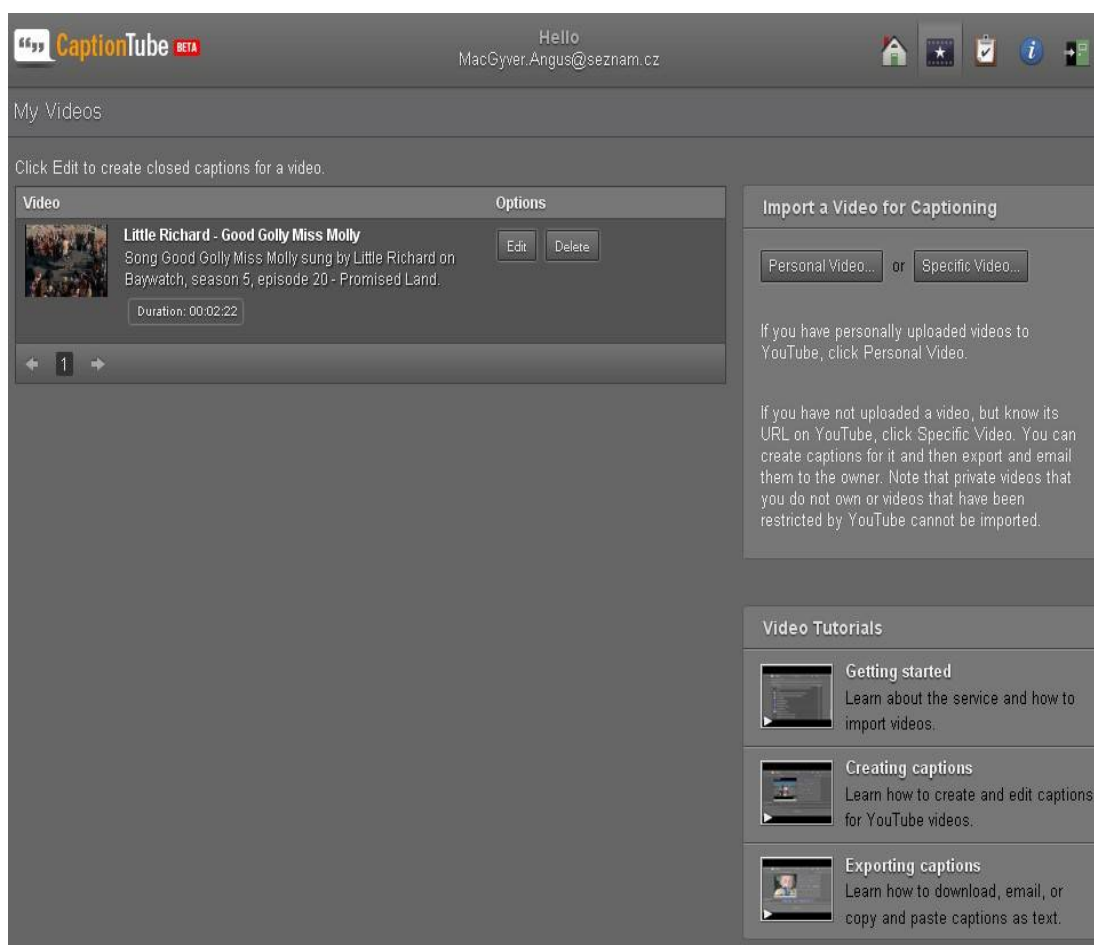 CaptionTube BETA
Hello
MacGyver.Angus@seznam.cz
My Videos
Click Edit to create closed captions for a video.
Video Options
Little Richard - Good Golly Miss Molly
Song Good Golly Miss Molly sung by Little Richard on
Baywatch, season 5, episode 20 - Promised Land.
Duration: 00:02:22
Edit Delete
1
Import a Video for Captioning
Personal Video... or Specific Video...
If you have personally uploaded videos to
YouTube, click Personal Video.
If you have not uploaded a video, but know its
URL on YouTube, click Specific Video. You can
create captions for it and then export and email
them to the owner. Note that private videos that
you do not own or videos that have been
restricted by YouTube cannot be imported.
Video Tutorials
Getting started
Learn about the service and how to
import videos.
Creating captions
Learn how to create and edit captions
for YouTube videos.
Exporting captions
Learn how to download, email, or
copy and paste captions as text.